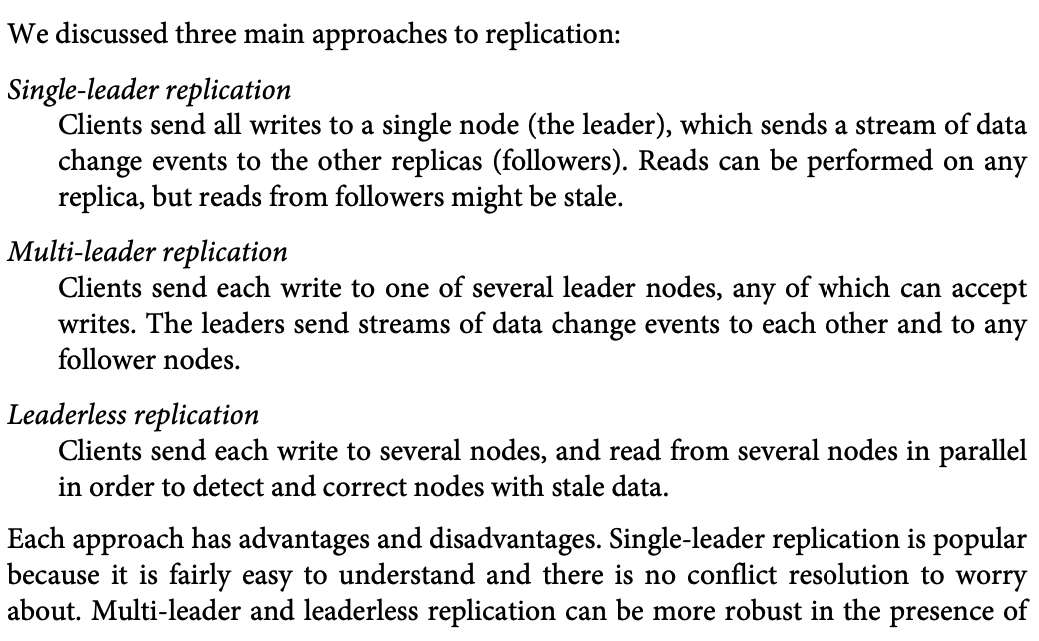 We discussed three main approaches to replication:
Single-leader replication
Clients send all writes to a single node (the leader), which sends a stream of data
change events to the other replicas (followers). Reads can be performed on any
replica, but reads from followers might be stale.
Multi-leader replication
Clients send each write to one of several leader nodes, any of which can accept
writes. The leaders send streams of data change events to each other and to any
follower nodes.
Leaderless replication
Clients send each write to several nodes, and read from several nodes in parallel
in order to detect and correct nodes with stale data.
Each approach has advantages and disadvantages. Single-leader replication is popular
because it is fairly easy to understand and there is no conflict resolution to worry
about. Multi-leader and leaderless replication can be more robust in the presence of